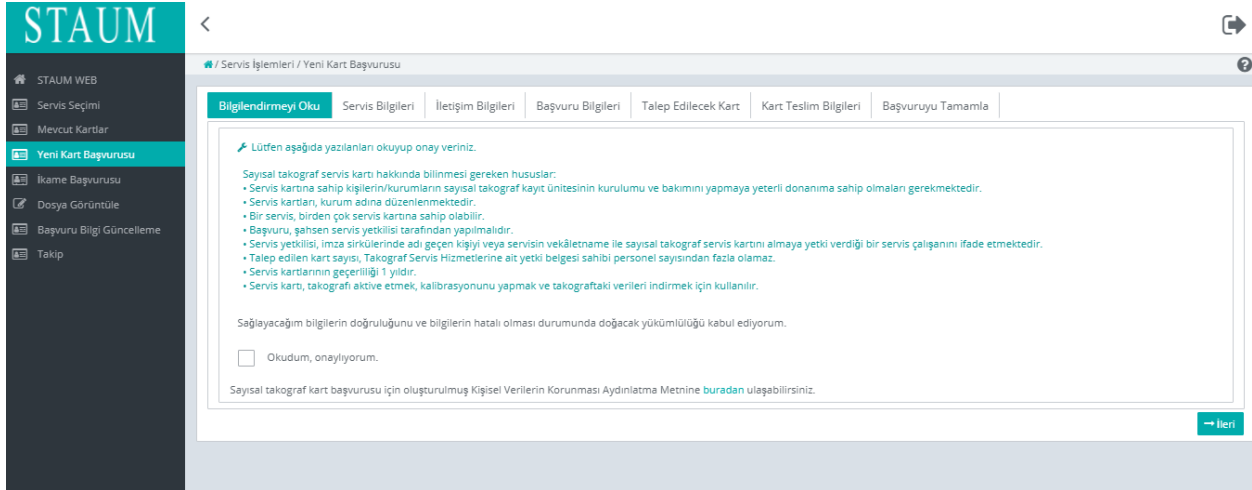 STAUM
/ Servis İşlemleri / Yeni Kart Başvurusu
STAUM WEB
Servis Seçimi
Mevcut Kartlar
Yeni Kart Başvurusu
İkame Başvurusu
Dosya Görüntüle
Başvuru Bilgi Güncelleme
Takip
Bilgilendirmeyi Oku
Servis Bilgileri
İletişim Bilgileri
Başvuru Bilgileri
Talep Edilecek Kart
Kart Teslim Bilgileri
Başvuruyu Tamamla
Lütfen aşağıda yazılanları okuyup onay veriniz.
Sayısal takograf servis kartı hakkında bilinmesi gereken hususlar:
• Servis kartına sahip kişilerin/kurumların sayısal takograf kayıt ünitesinin kurulumu ve bakımını yapmaya yeterli donanıma sahip olmaları gerekmektedir.
• Servis kartları, kurum adına düzenlenmektedir.
• Bir servis, birden çok servis kartına sahip olabilir.
• Başvuru, şahsen servis yetkilisi tarafından yapılmalıdır.
• Servis yetkilisi, imza sirkülerinde adı geçen kişiyi veya servisin vekâletname ile sayısal takograf servis kartını almaya yetki verdiği bir servis çalışanını ifade etmektedir.
• Talep edilen kart sayısı, Takograf Servis Hizmetlerine ait yetki belgesi sahibi personel sayısından fazla olamaz.
• Servis kartlarının geçerliliği 1 yıldır.
• Servis kartı, takografı aktive etmek, kalibrasyonunu yapmak ve takograftaki verileri indirmek için kullanılır.
Sağlayacağım bilgilerin doğruluğunu ve bilgilerin hatalı olması durumunda doğacak yükümlülüğü kabul ediyorum.
Okudum, onaylıyorum.
Sayısal takograf kart başvurusu için oluşturulmuş Kişisel Verilerin Korunması Aydınlatma Metnine buradan ulaşabilirsiniz.
İleri